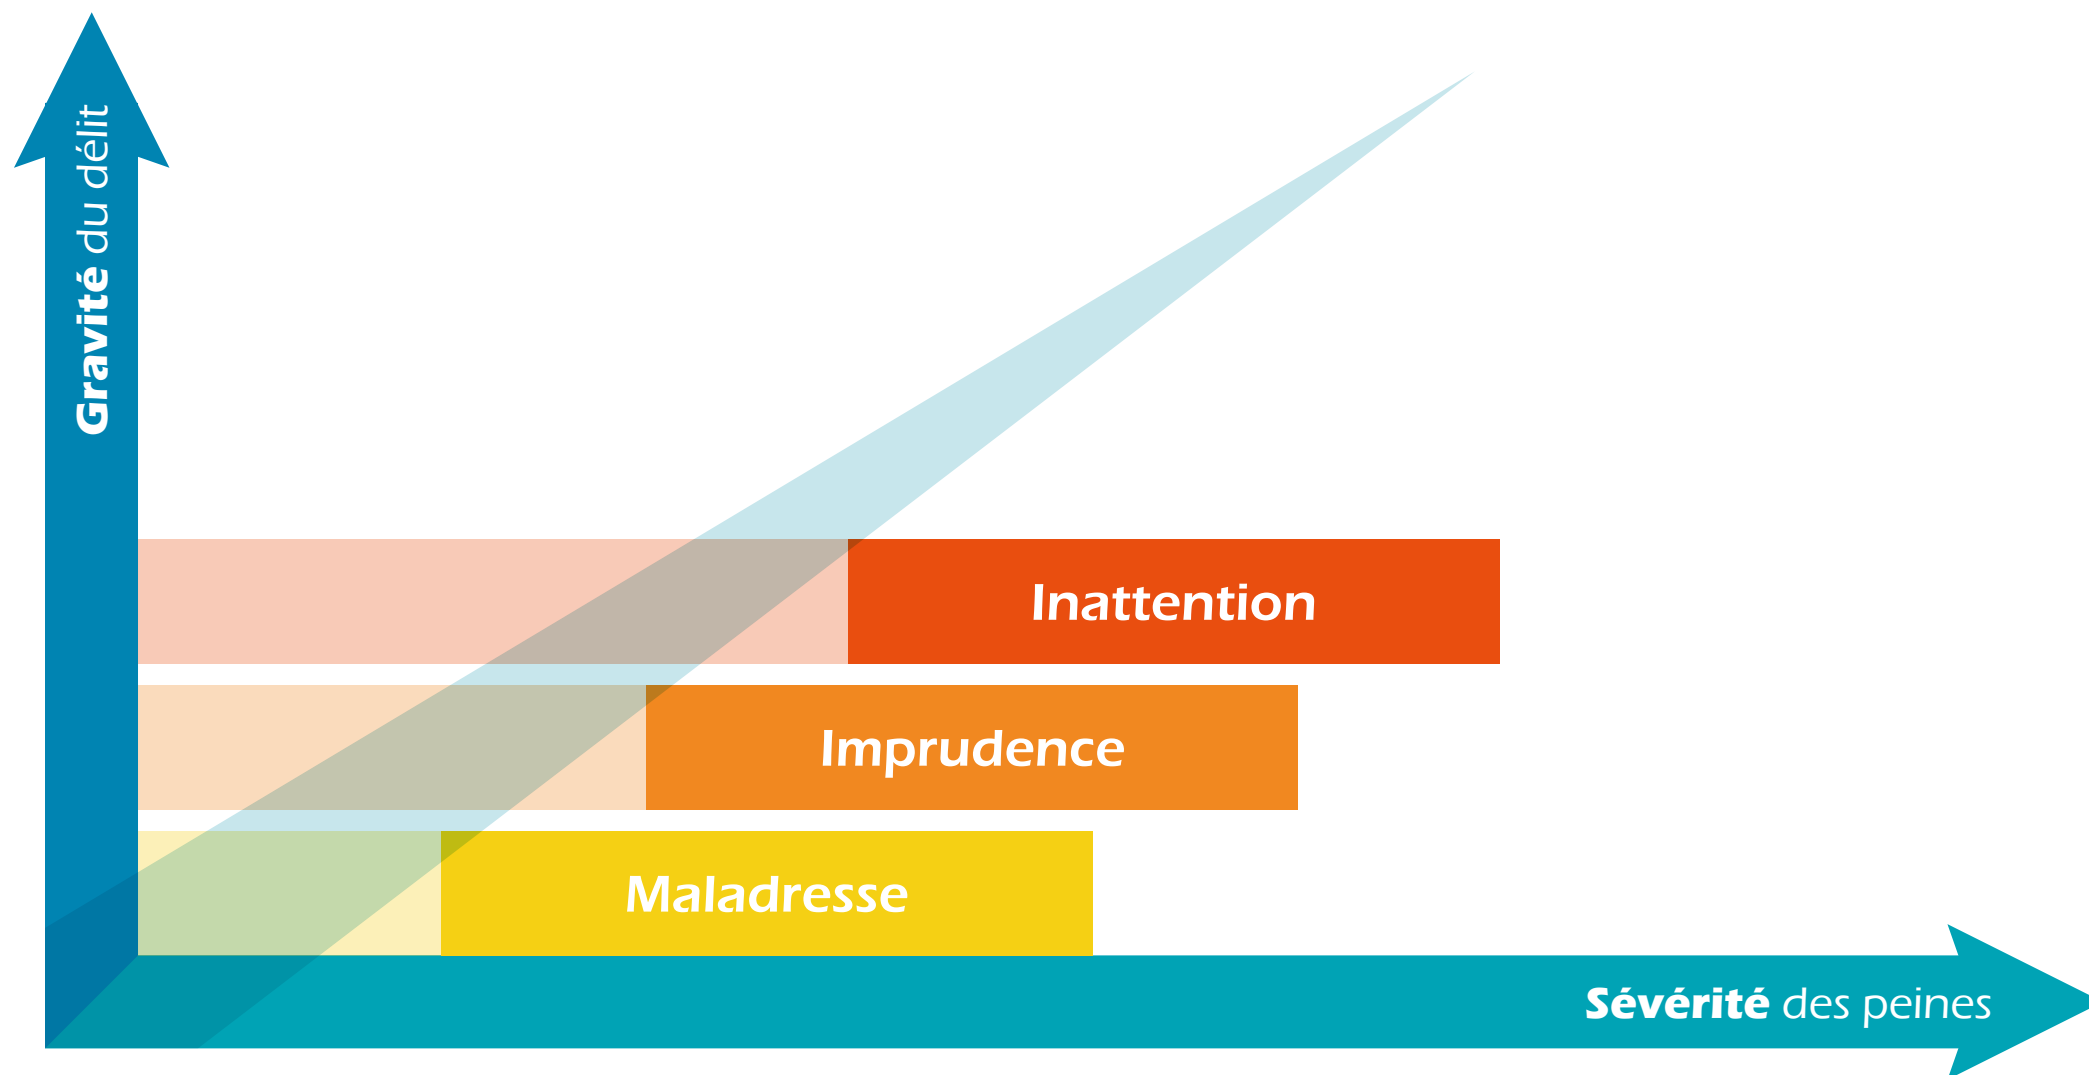 Gravité du délit
Inattention
Imprudence
Maladresse
Sévérité des peines